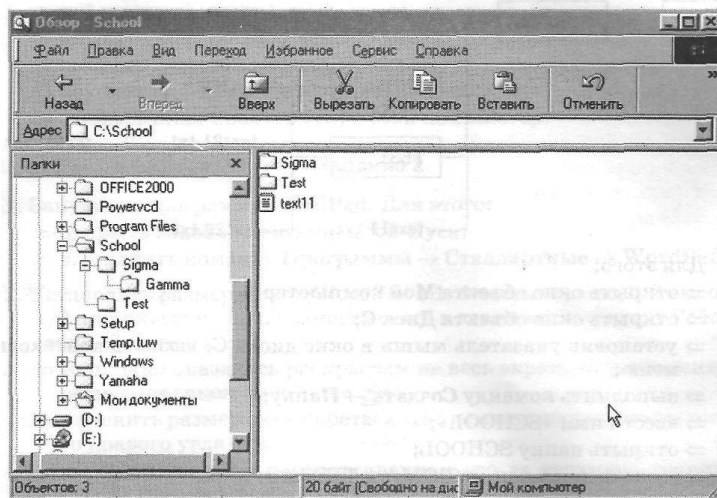 Обзор - School
Файл Правка Вид Переход Избранное Сервис Справка
Назад Вперед Вверх Вырезать Копировать Вставить Отменить
Адрес C:\School
Папки
OFFICE2000
Powervcd
Program Files
School
Sigma
Gamma
Test
Setup
Temp.tuw
Windows
Yamaha
Мои документы
(D:)
(E:)
Sigma
Test
text11
Объектов: 3 20 байт (Свободно на дис Мой компьютер